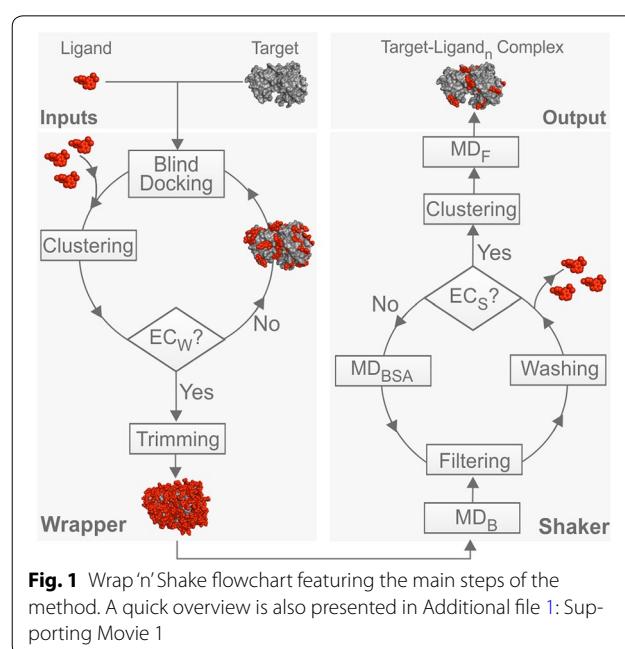 Ligand
Target
Inputs
Blind
Docking
Clustering
EC_W?
No
Yes
Trimming
Wrapper
Target-Ligand_n Complex
Output
MD_F
Clustering
Yes
EC_S?
No
MD_BSA
Washing
Filtering
MD_B
Shaker
Fig. 1 Wrap ‘n’ Shake flowchart featuring the main steps of the
method. A quick overview is also presented in Additional file 1: Sup-
porting Movie 1